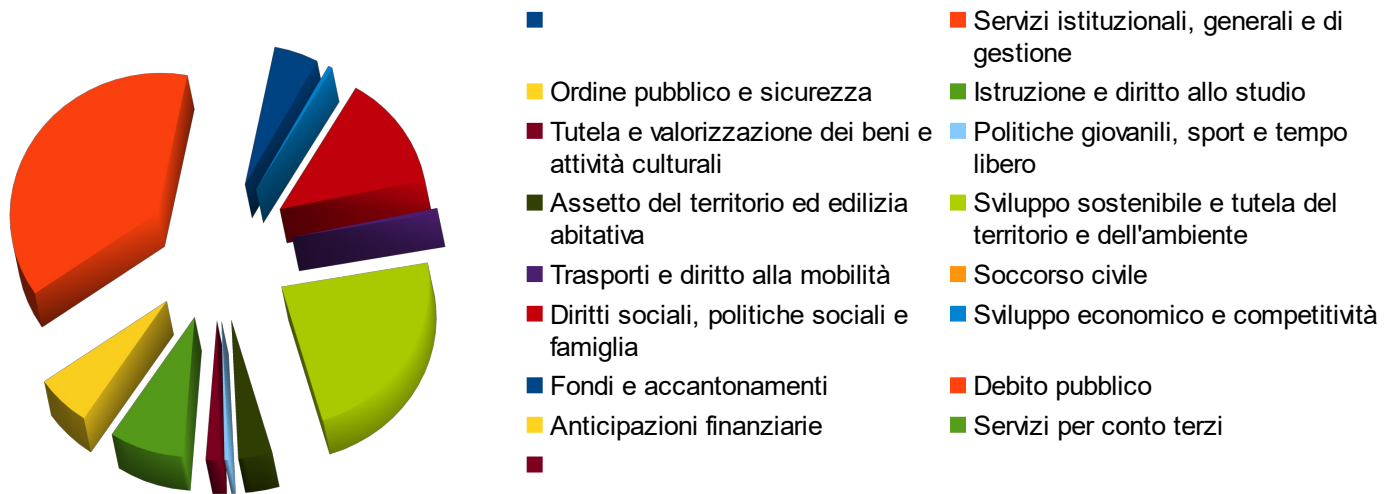 Servizi istituzionali, generali e di
gestione
Ordine pubblico e sicurezza
Istruzione e diritto allo studio
Tutela e valorizzazione dei beni e
attività culturali
Politiche giovanili, sport e tempo
libero
Assetto del territorio ed edilizia
abitativa
Sviluppo sostenibile e tutela del
territorio e dell'ambiente
Trasporti e diritto alla mobilità
Soccorso civile
Diritti sociali, politiche sociali e
famiglia
Sviluppo economico e competitività
Fondi e accantonamenti
Debito pubblico
Anticipazioni finanziarie
Servizi per conto terzi